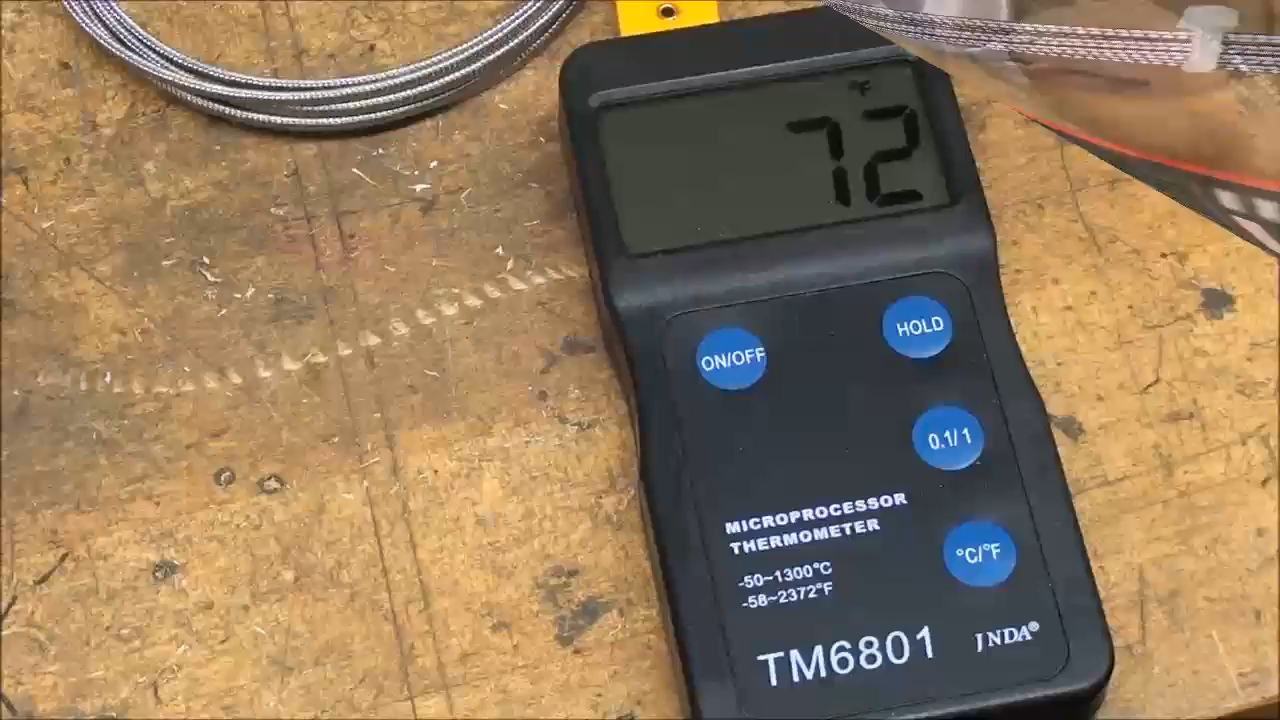 °F
72
HOLD
ON/OFF
0.1/1
MICROPROCESSOR
THERMOMETER
°C/°F
-50~1300°C
-58~2372°F
TM6801
JNDA®